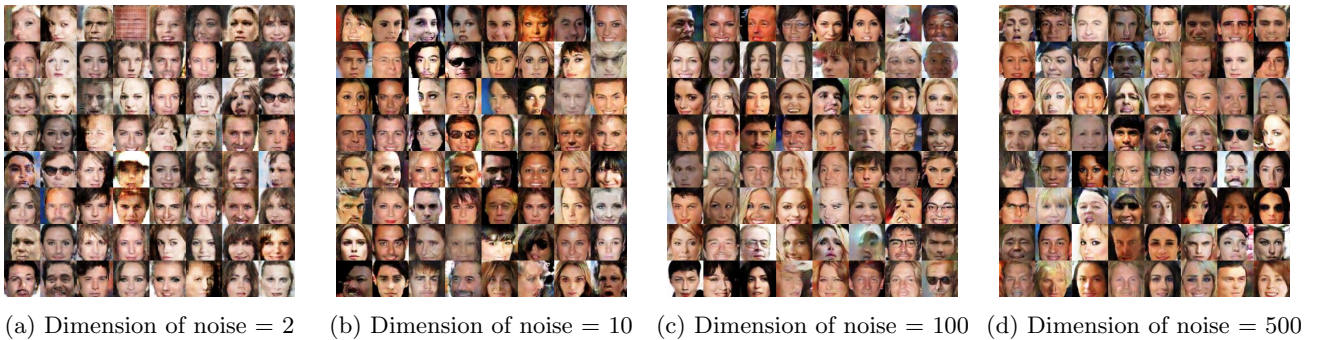 (a) Dimension of noise = 2
(b) Dimension of noise = 10
(c) Dimension of noise = 100
(d) Dimension of noise = 500